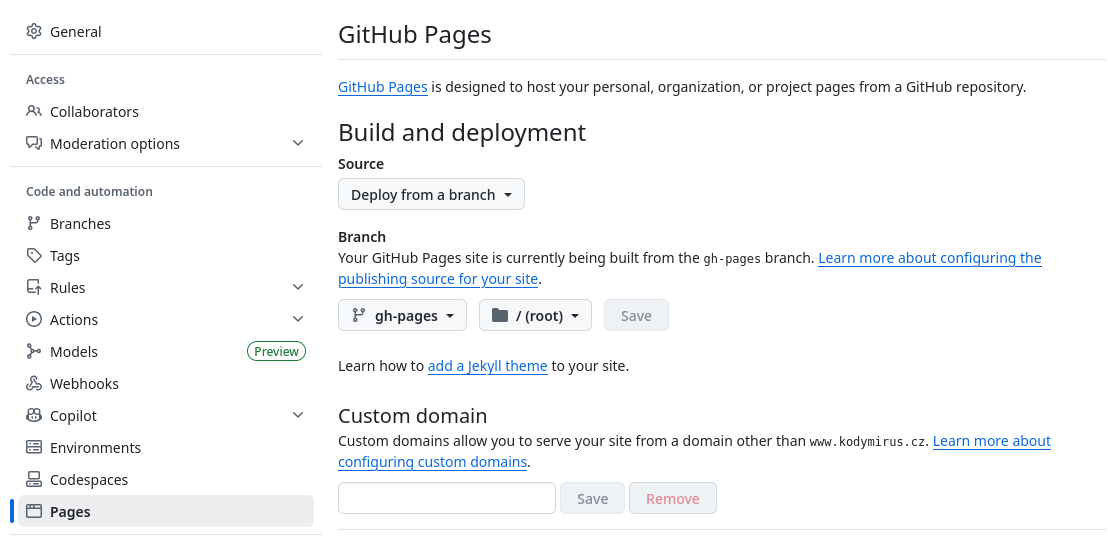 General
Access
Collaborators
Moderation options
Code and automation
Branches
Tags
Rules
Actions
Models Preview
Webhooks
Copilot
Environments
Codespaces
Pages
GitHub Pages
GitHub Pages is designed to host your personal, organization, or project pages from a GitHub repository.
Build and deployment
Source
Deploy from a branch
Branch
Your GitHub Pages site is currently being built from the gh-pages branch. Learn more about configuring the
publishing source for your site.
gh-pages / (root) Save
Learn how to add a Jekyll theme to your site.
Custom domain
Custom domains allow you to serve your site from a domain other than www.kodymirus.cz. Learn more about
configuring custom domains.
Save Remove